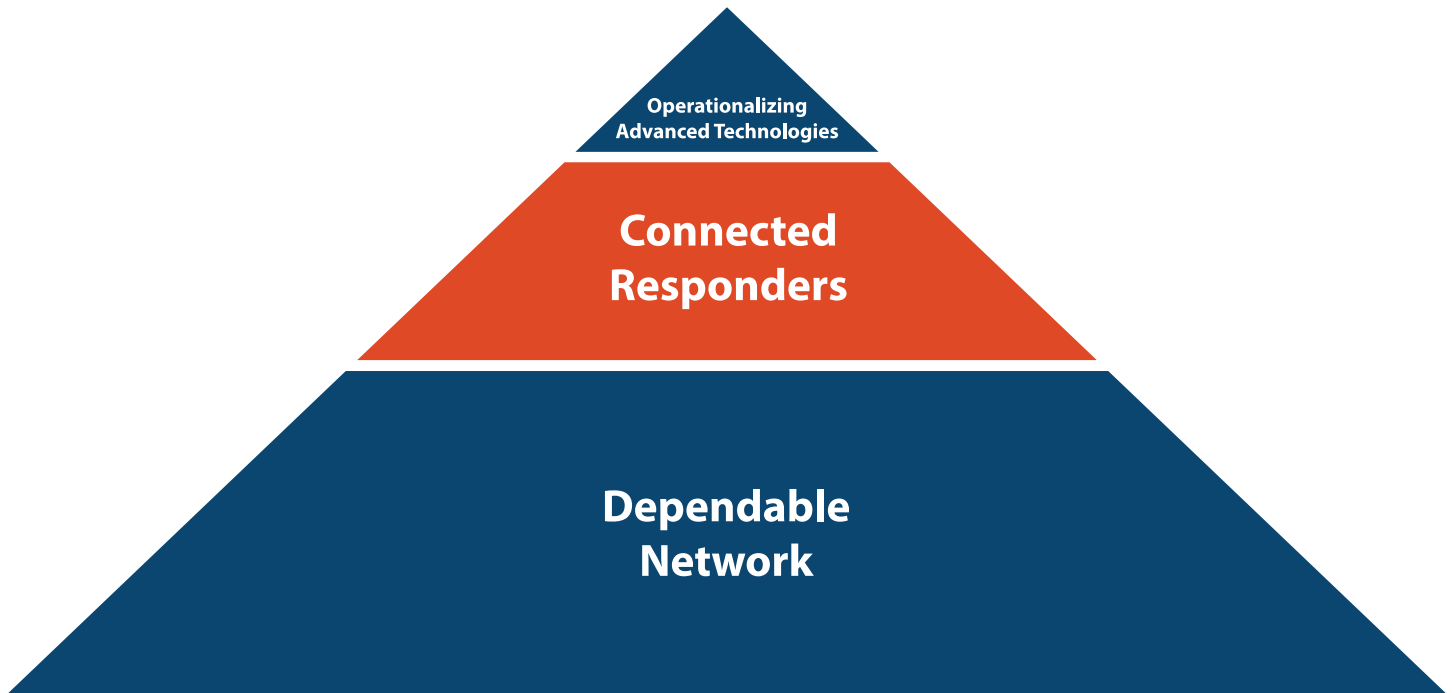 Operationalizing
Advanced Technologies
Connected
Responders
Dependable
Network